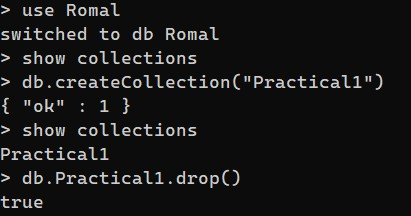 > use Romal
switched to db Romal
> show collections
> db.createCollection("Practical1")
{ "ok" : 1 }
> show collections
Practical1
> db.Practical1.drop()
true